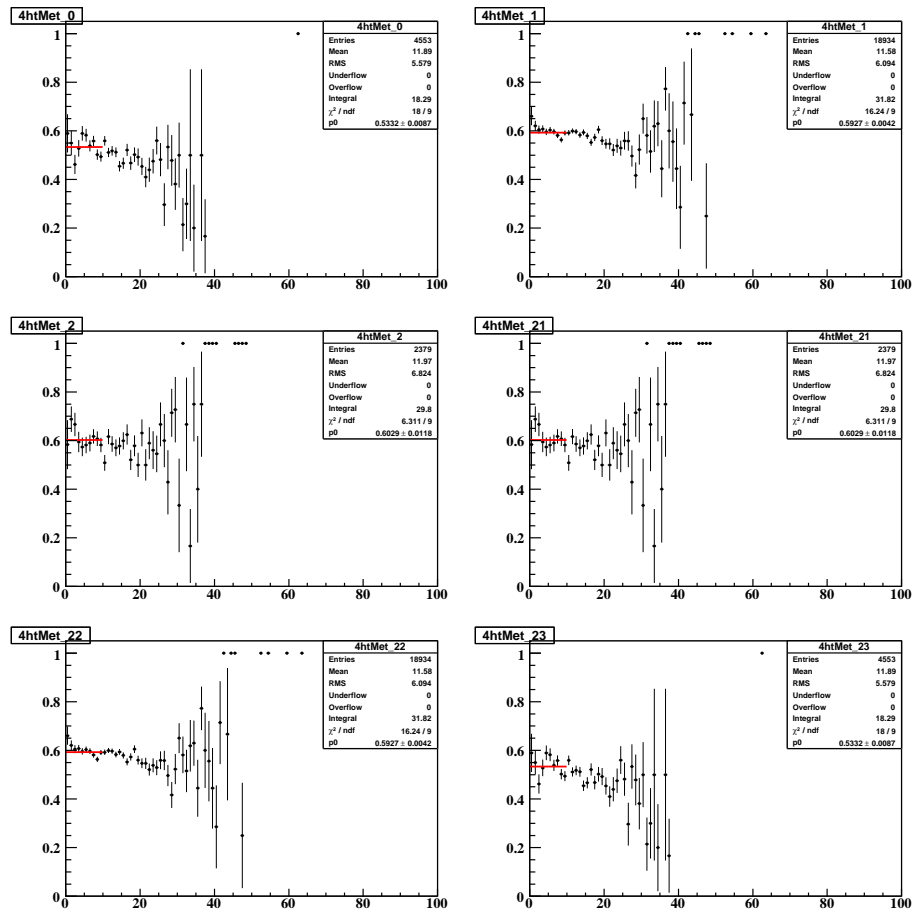 4htMet_0
4htMet_0
Entries 4553
Mean 11.89
RMS 5.579
Underflow 0
Overflow 0
Integral 18.29
χ² / ndf 18 / 9
p0 0.5332 ± 0.0087
1
0.8
0.6
0.4
0.2
0
0 20 40 60 80 100
4htMet_1
4htMet_1
Entries 18934
Mean 11.58
RMS 6.094
Underflow 0
Overflow 0
Integral 31.82
χ² / ndf 16.24 / 9
p0 0.5927 ± 0.0042
1
0.8
0.6
0.4
0.2
0
0 20 40 60 80 100
4htMet_2
4htMet_2
Entries 2379
Mean 11.97
RMS 6.824
Underflow 0
Overflow 0
Integral 29.8
χ² / ndf 6.311 / 9
p0 0.6029 ± 0.0118
1
0.8
0.6
0.4
0.2
0
0 20 40 60 80 100
4htMet_21
4htMet_21
Entries 2379
Mean 11.97
RMS 6.824
Underflow 0
Overflow 0
Integral 29.8
χ² / ndf 6.311 / 9
p0 0.6029 ± 0.0118
1
0.8
0.6
0.4
0.2
0
0 20 40 60 80 100
4htMet_22
4htMet_22
Entries 18934
Mean 11.58
RMS 6.094
Underflow 0
Overflow 0
Integral 31.82
χ² / ndf 16.24 / 9
p0 0.5927 ± 0.0042
1
0.8
0.6
0.4
0.2
0
0 20 40 60 80 100
4htMet_23
4htMet_23
Entries 4553
Mean 11.89
RMS 5.579
Underflow 0
Overflow 0
Integral 18.29
χ² / ndf 18 / 9
p0 0.5332 ± 0.0087
1
0.8
0.6
0.4
0.2
0
0 20 40 60 80 100